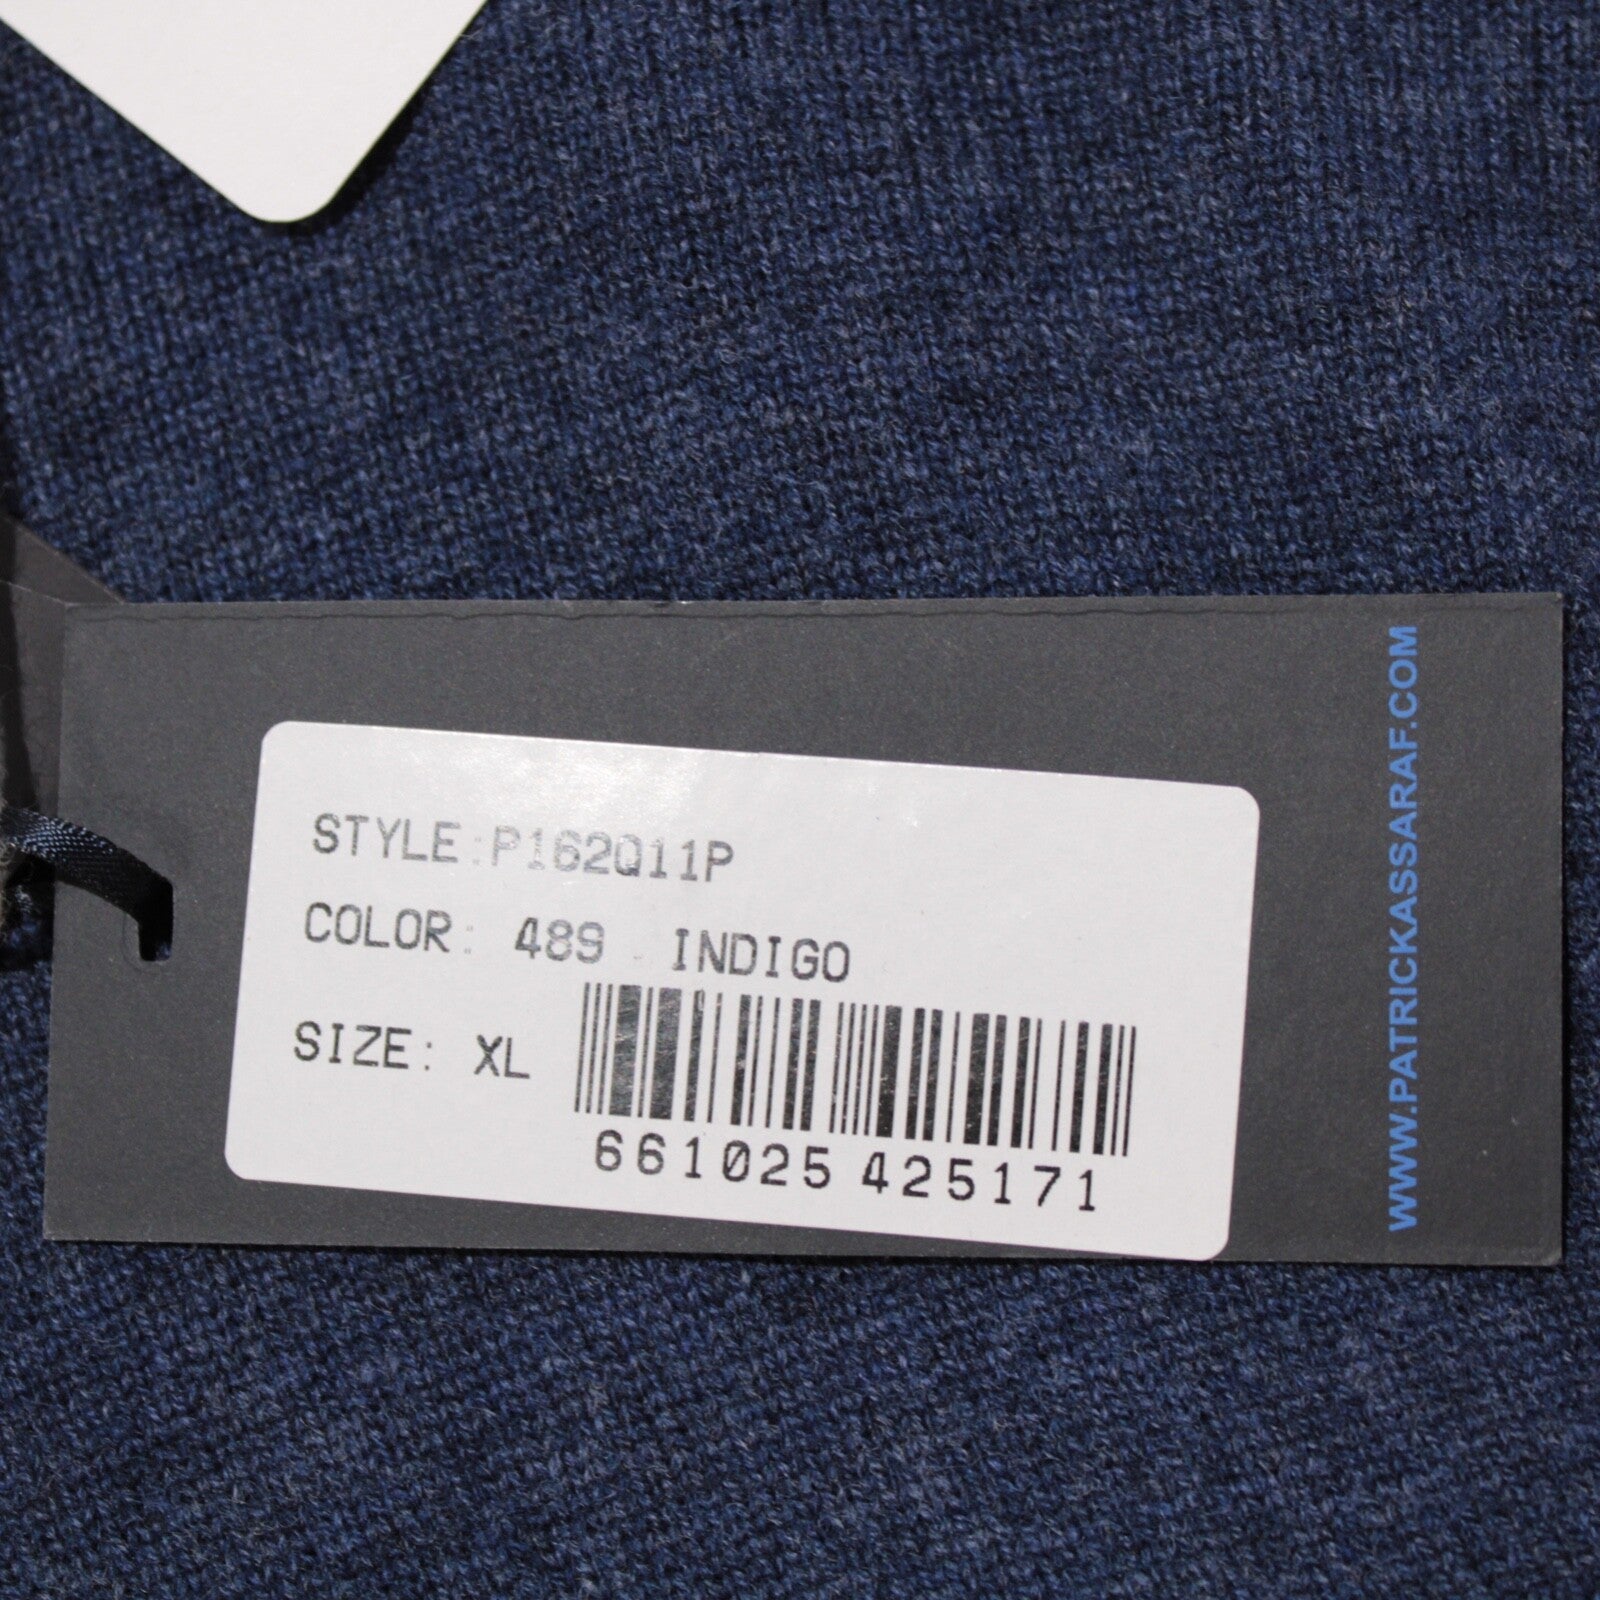 STYLE:P162Q11P
COLOR: 489 INDIGO
SIZE: XL
661025 425171
WWW.PATRICKASSARAF.COM